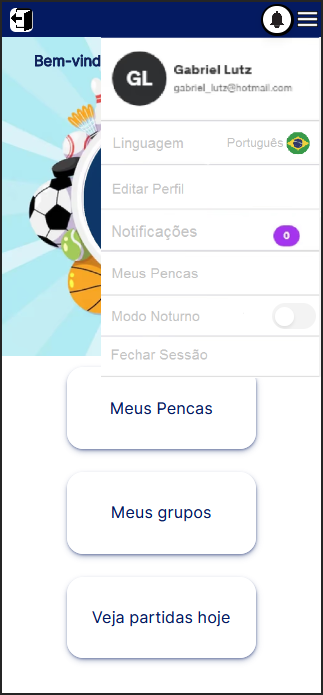 Bem-vind
GL
Gabriel Lutz
gabriel_lutz@hotmail.com
Linguagem
Português
Editar Perfil
Notificações
0
Meus Pencas
Modo Noturno
Fechar Sessão
Meus Pencas
Meus grupos
Veja partidas hoje